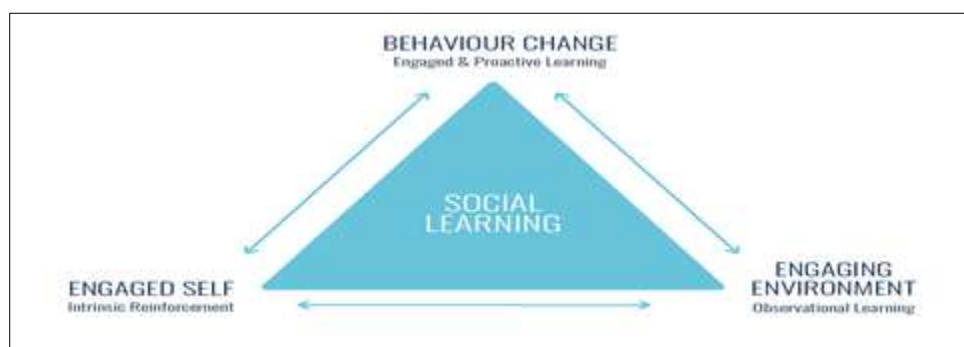 BEHAVIOUR CHANGE
Engaged & Proactive Learning
SOCIAL
LEARNING
ENGAGED SELF
Intrinsic Reinforcement
ENGAGING
ENVIRONMENT
Observational Learning